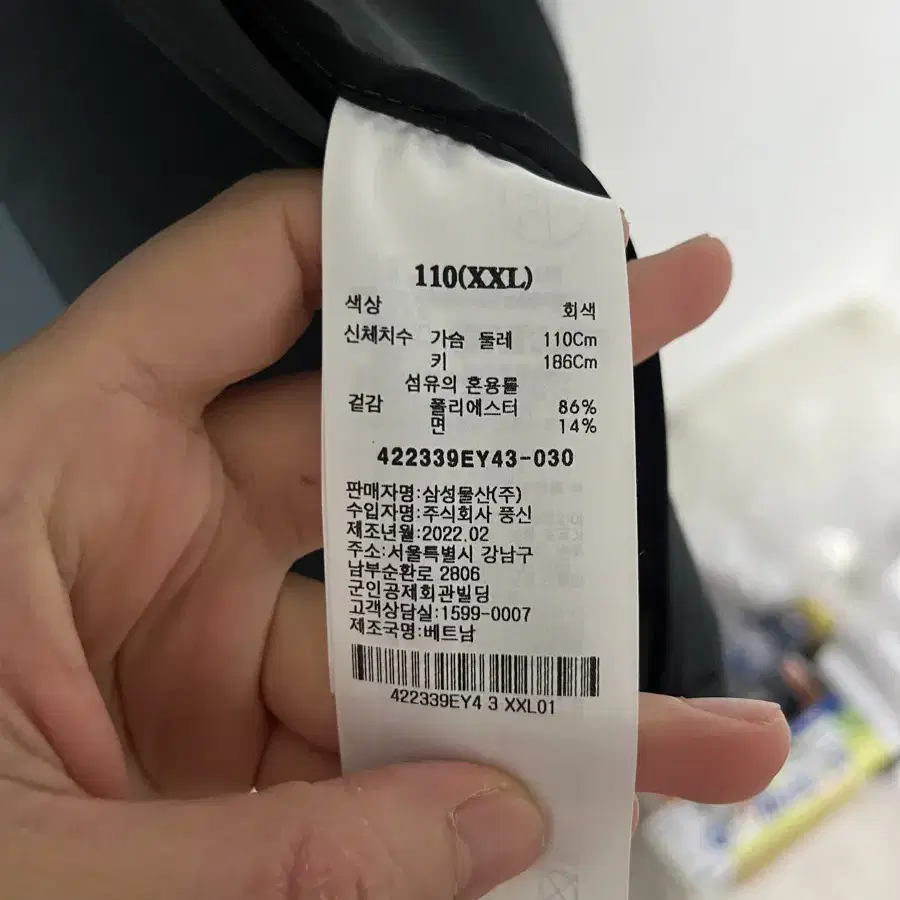 110(XXL)
색상 회색
신체치수 가슴 둘레 110Cm
키 186Cm
섬유의 혼용률
겉감 폴리에스터 86%
면 14%
422339EY43-030
판매자명:삼성물산(주)
수입자명:주식회사 풍신
제조년월:2022.02
주소:서울특별시 강남구
남부순환로 2806
군인공제회관빌딩
고객상담실:1599-0007
제조국명:베트남
422339EY4 3 XXL01